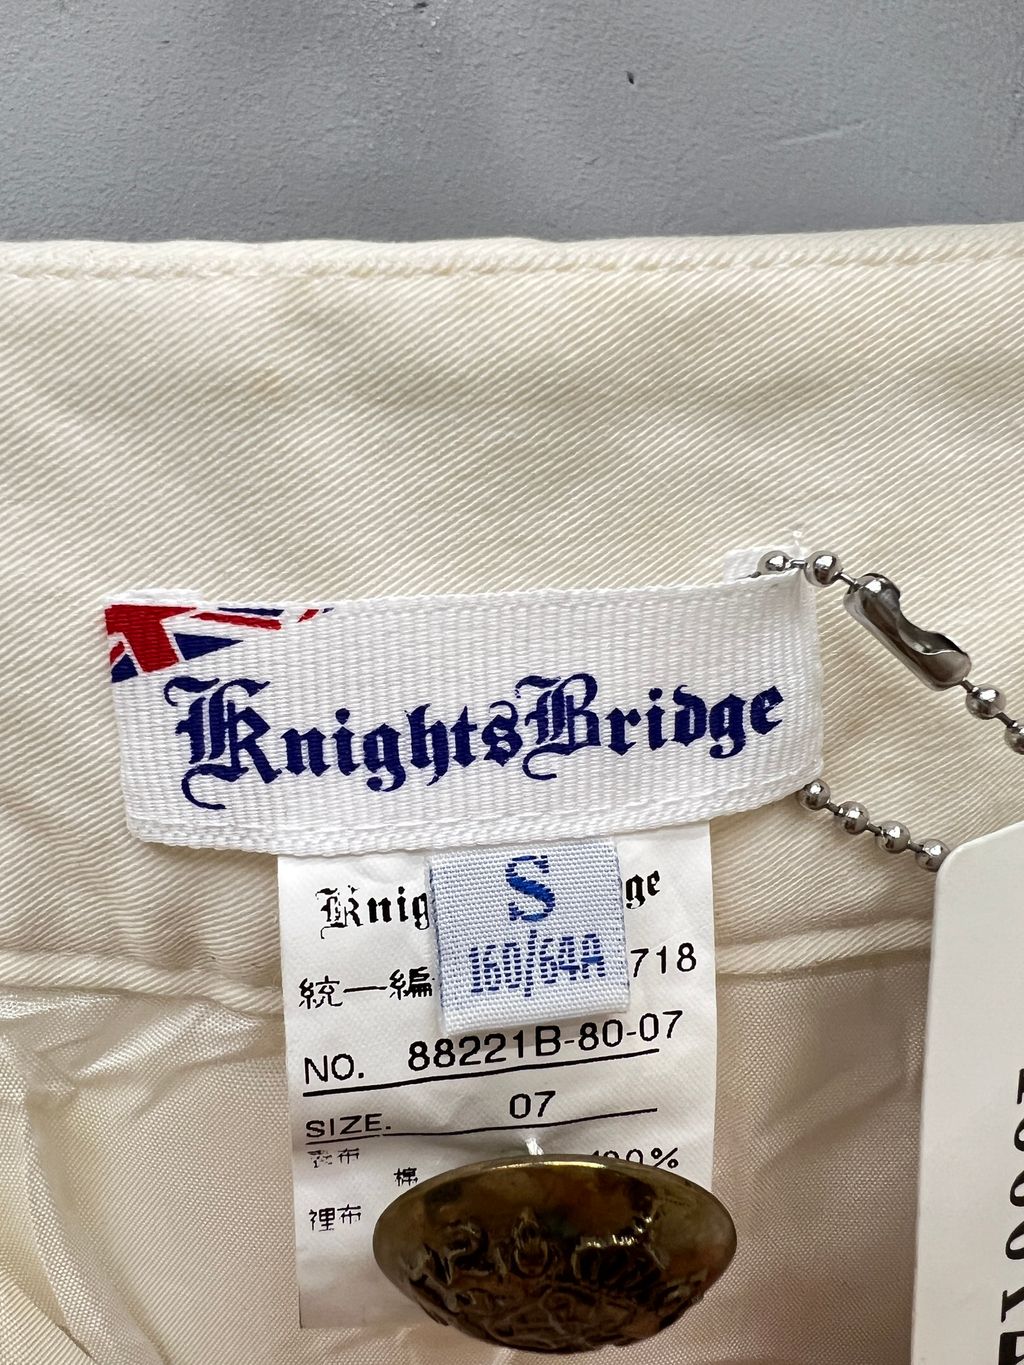 KnightsBridge
S
160/64A
Knig ge
統一編 718
NO. 88221B-80-07
SIZE. 07
表布 棉 100%
裡布